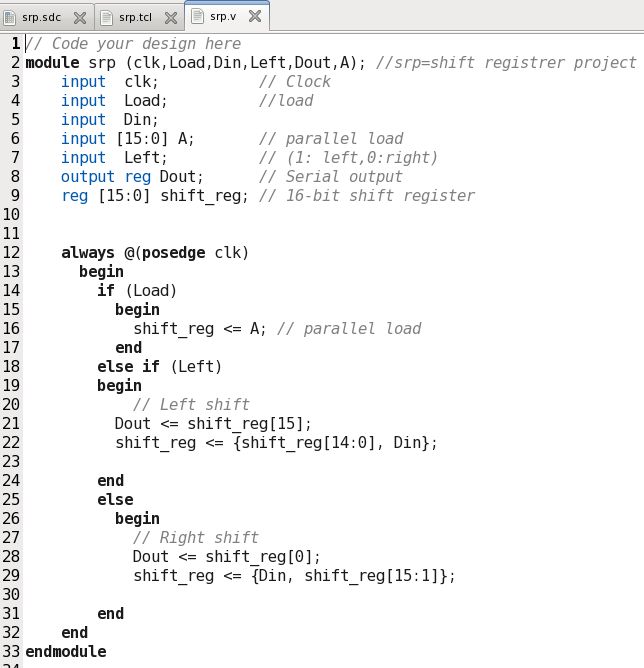 srp.sdc srp.tcl srp.v
1 // Code your design here
2 module srp (clk,Load,Din,Left,Dout,A); //srp=shift registrer project
3 input clk; // Clock
4 input Load; //load
5 input Din;
6 input [15:0] A; // parallel load
7 input Left; // (1: left,0:right)
8 output reg Dout; // Serial output
9 reg [15:0] shift_reg; // 16-bit shift register
10
11
12 always @(posedge clk)
13 begin
14 if (Load)
15 begin
16 shift_reg <= A; // parallel load
17 end
18 else if (Left)
19 begin
20 // Left shift
21 Dout <= shift_reg[15];
22 shift_reg <= {shift_reg[14:0], Din};
23
24 end
25 else
26 begin
27 // Right shift
28 Dout <= shift_reg[0];
29 shift_reg <= {Din, shift_reg[15:1]};
30
31 end
32 end
33 endmodule